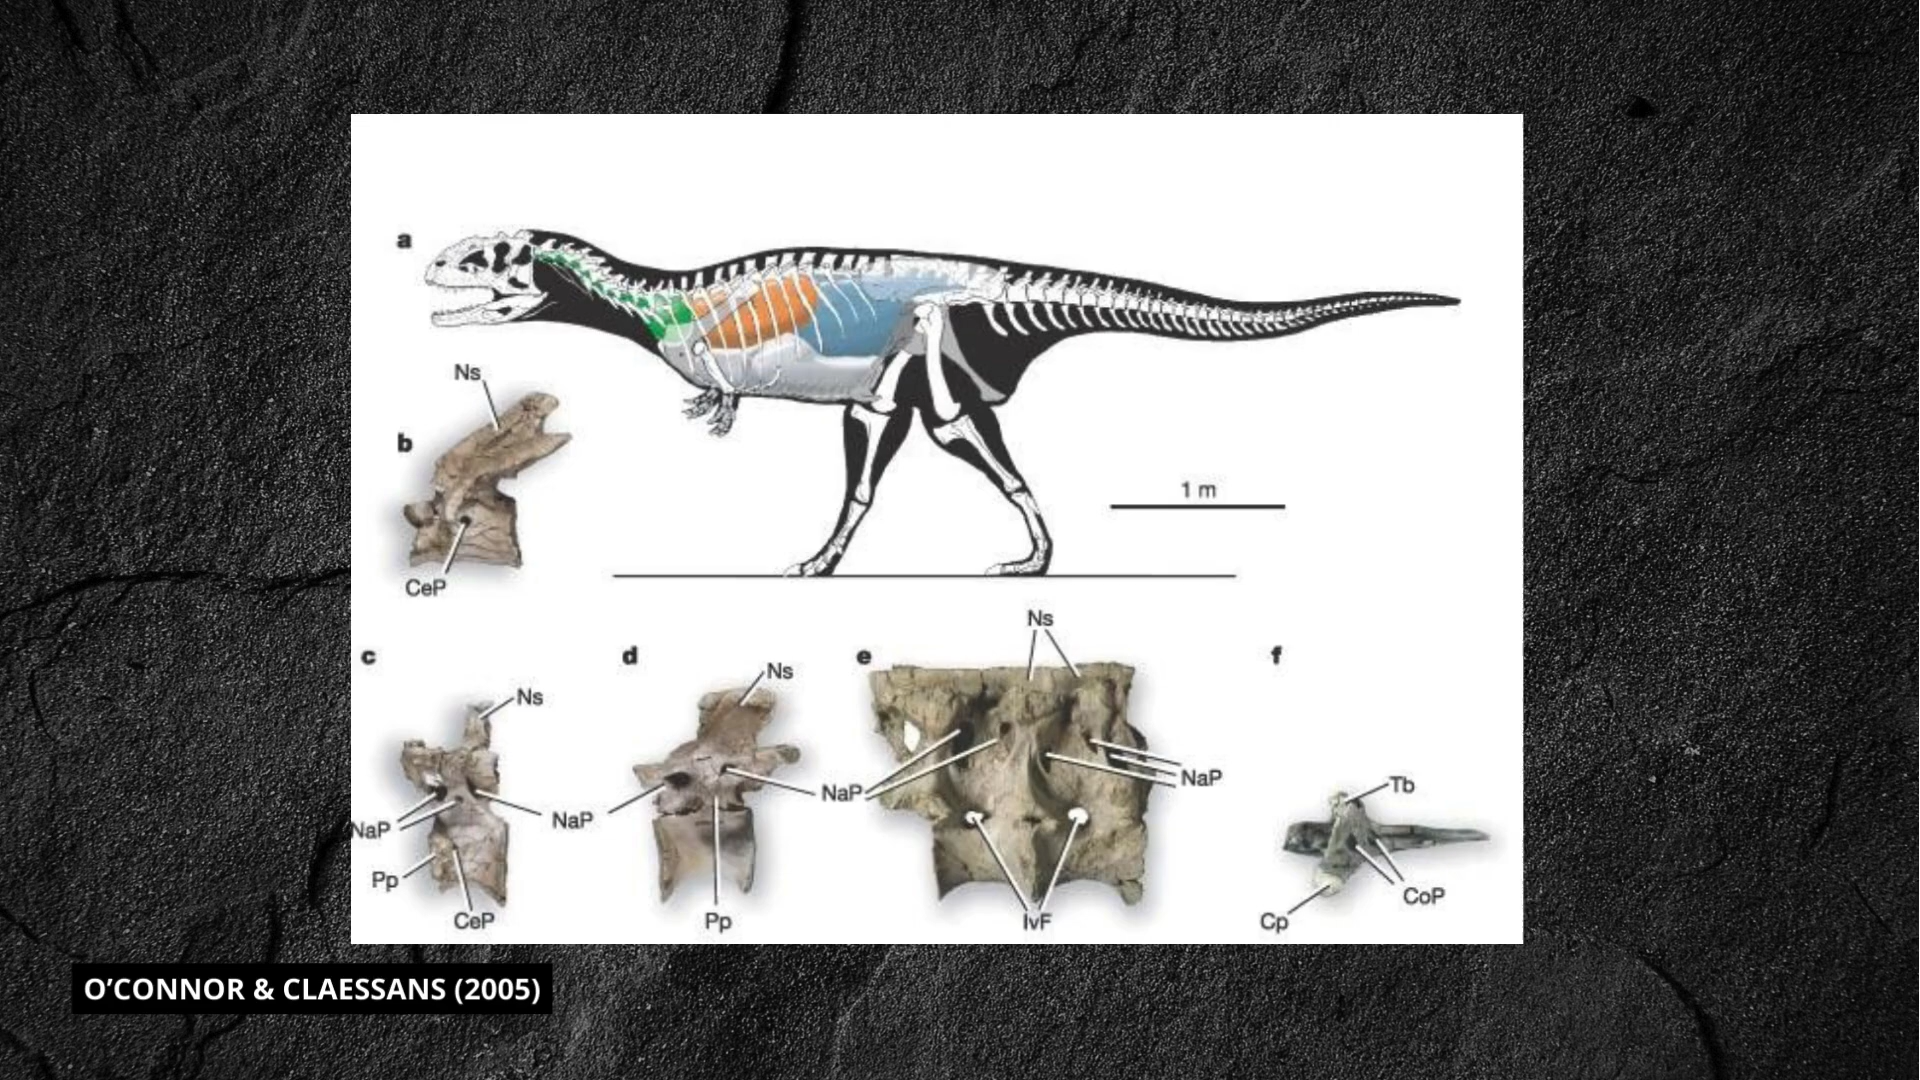 a
Ns
b
1 m
CeP
Ns
c
d
e
f
Ns
Ns
NaP
NaP
NaP
NaP
Tb
Pp
CoP
CeP
Pp
IvF
Cp
O’CONNOR & CLAESSANS (2005)